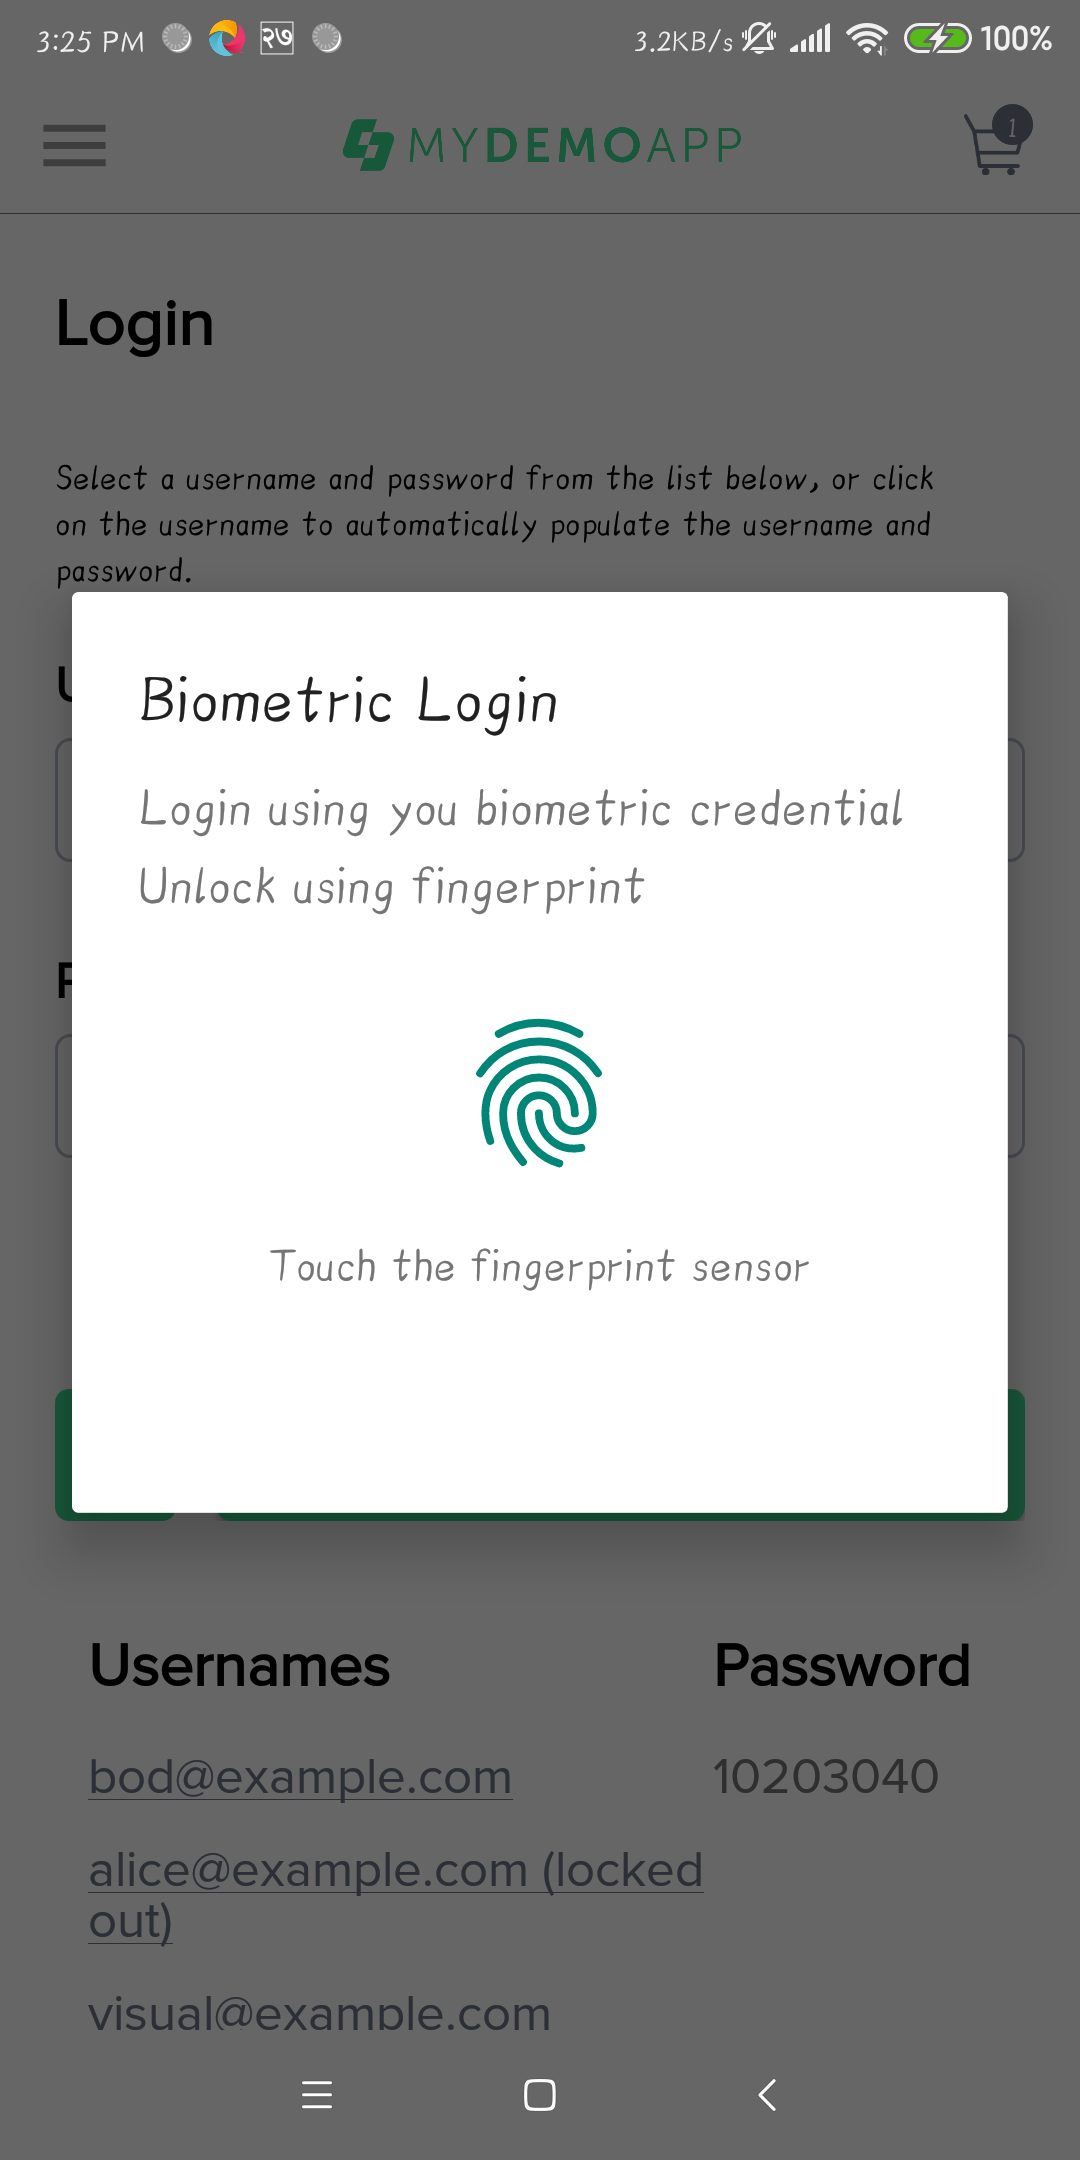 3:25 PM २७ 3.2KB/s 100%
MYDEMOAPP 1
Login
Select a username and password from the list below, or click
on the username to automatically populate the username and
password.
Biometric Login
Login using you biometric credential
Unlock using fingerprint
Touch the fingerprint sensor
Usernames Password
bod@example.com 10203040
alice@example.com (locked
out)
visual@example.com